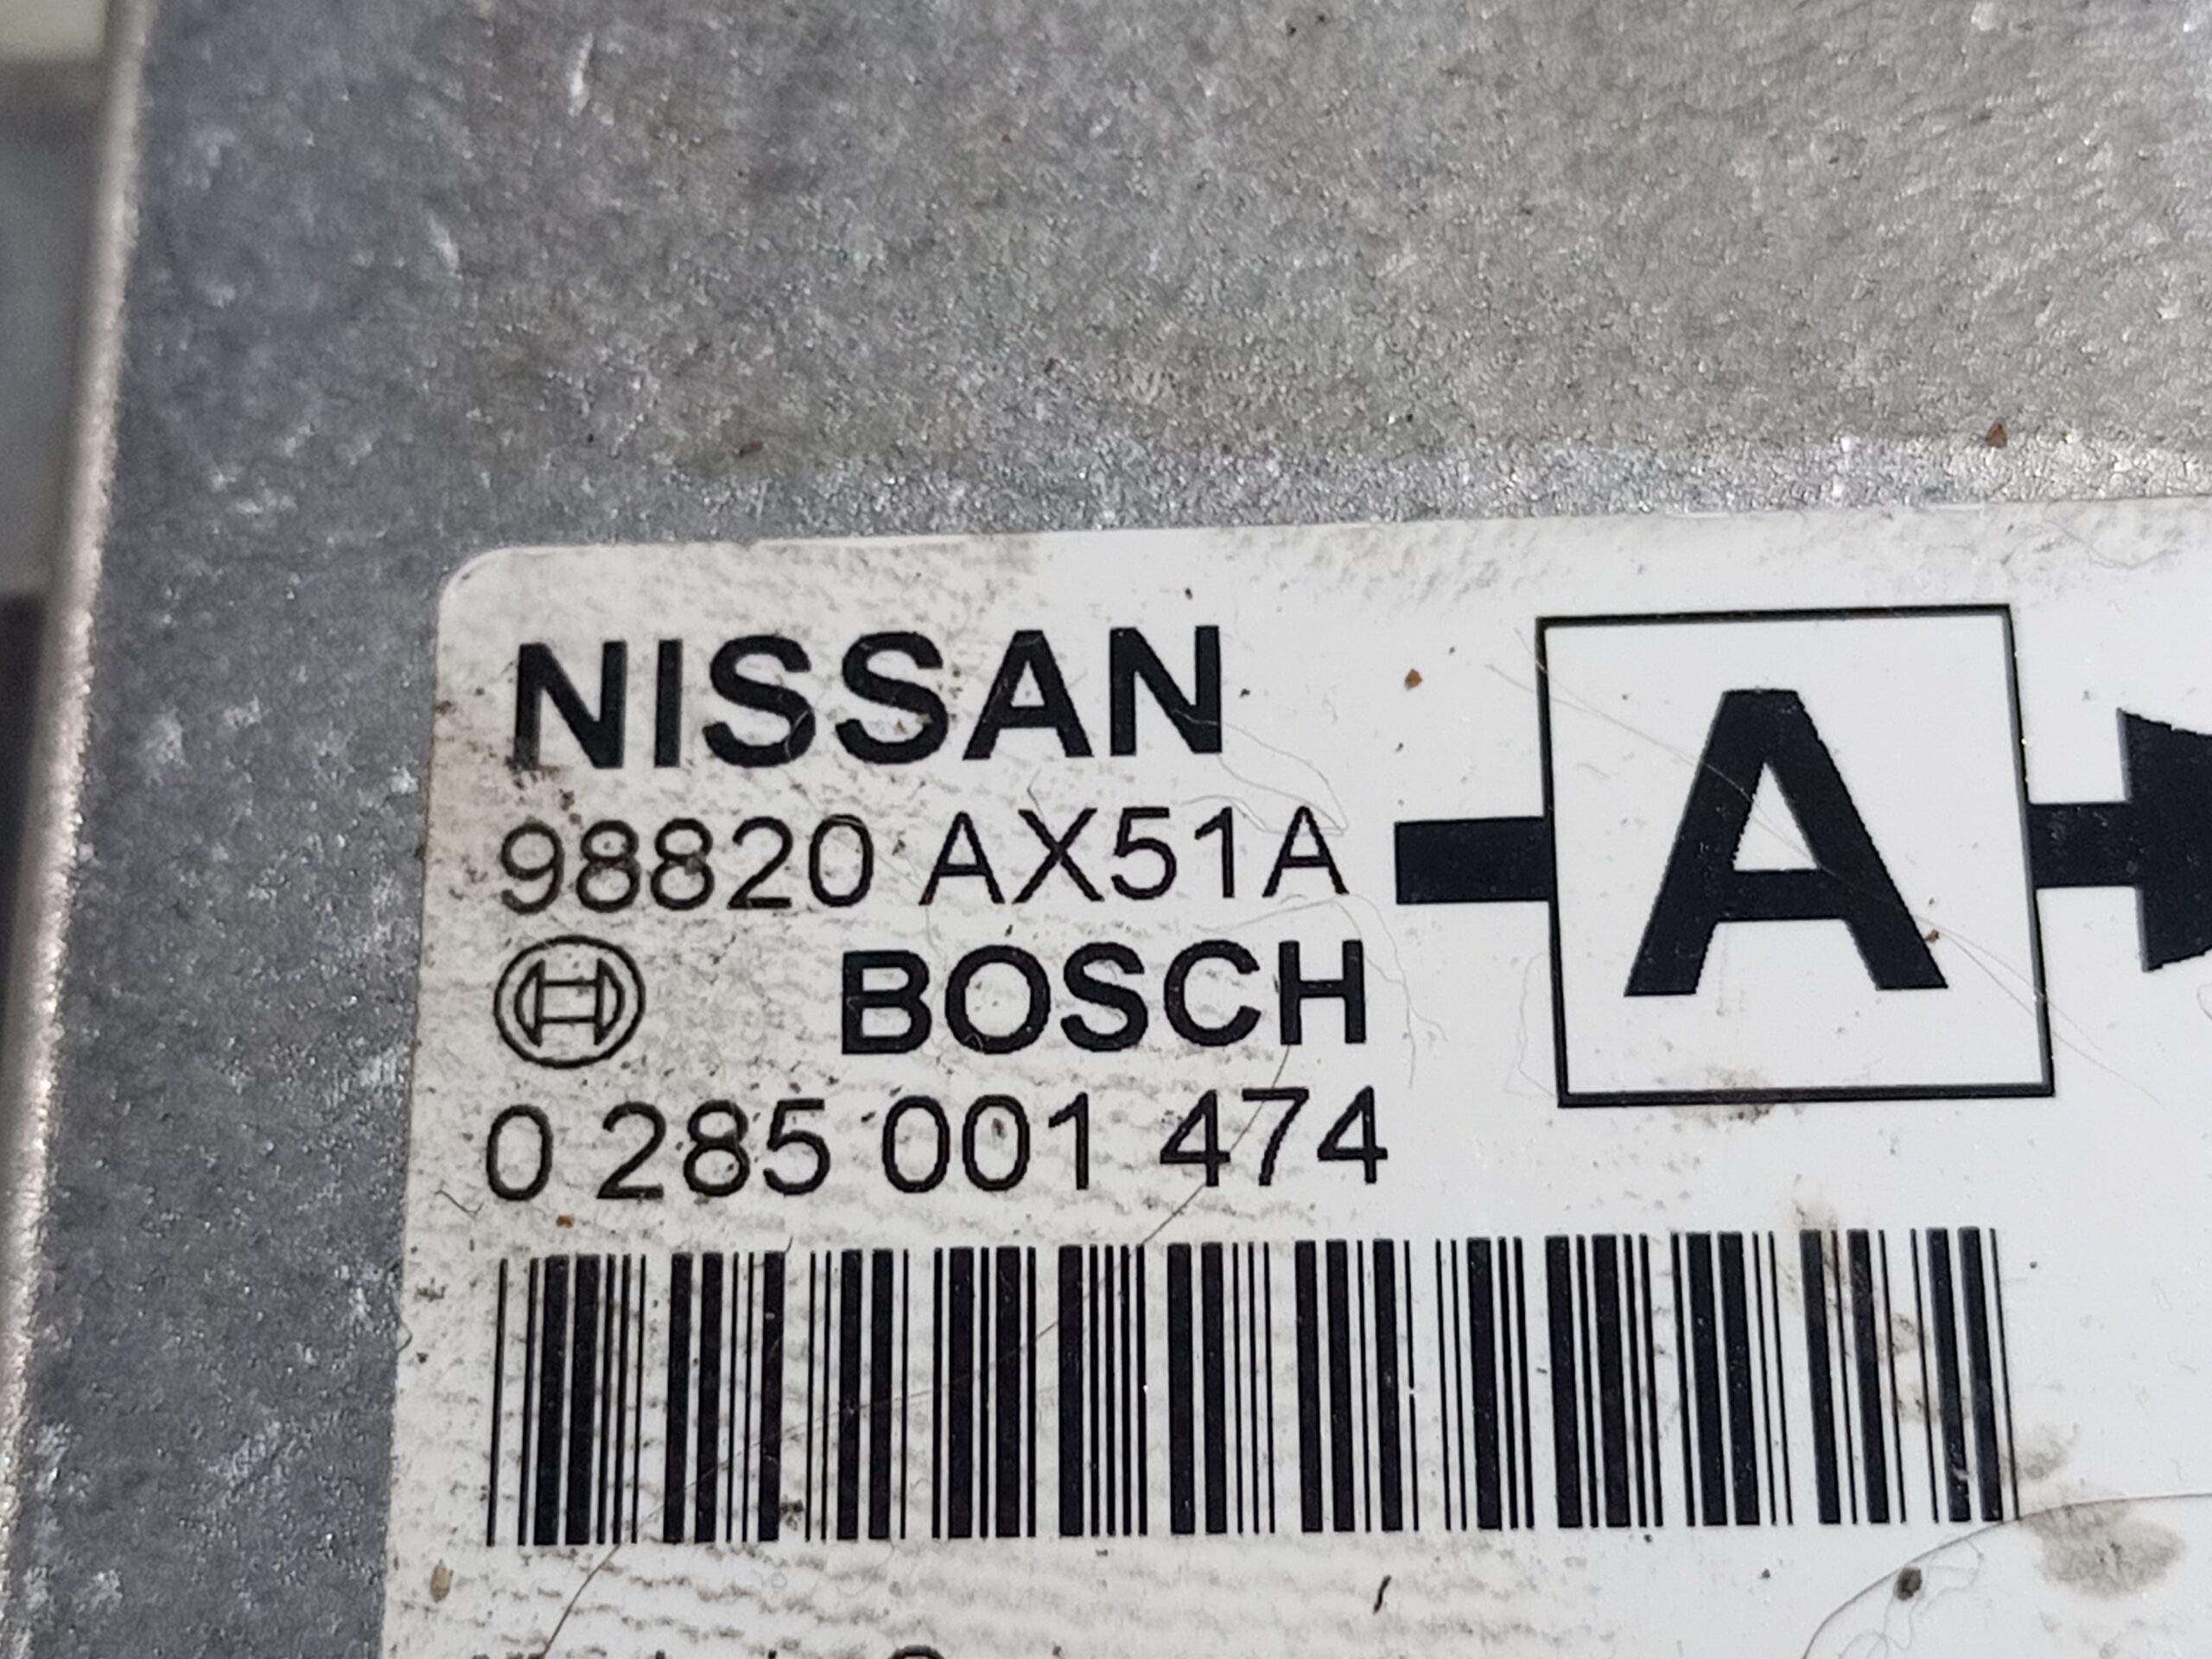 NISSAN
98820 AX51A
A
BOSCH
0 285 001 474